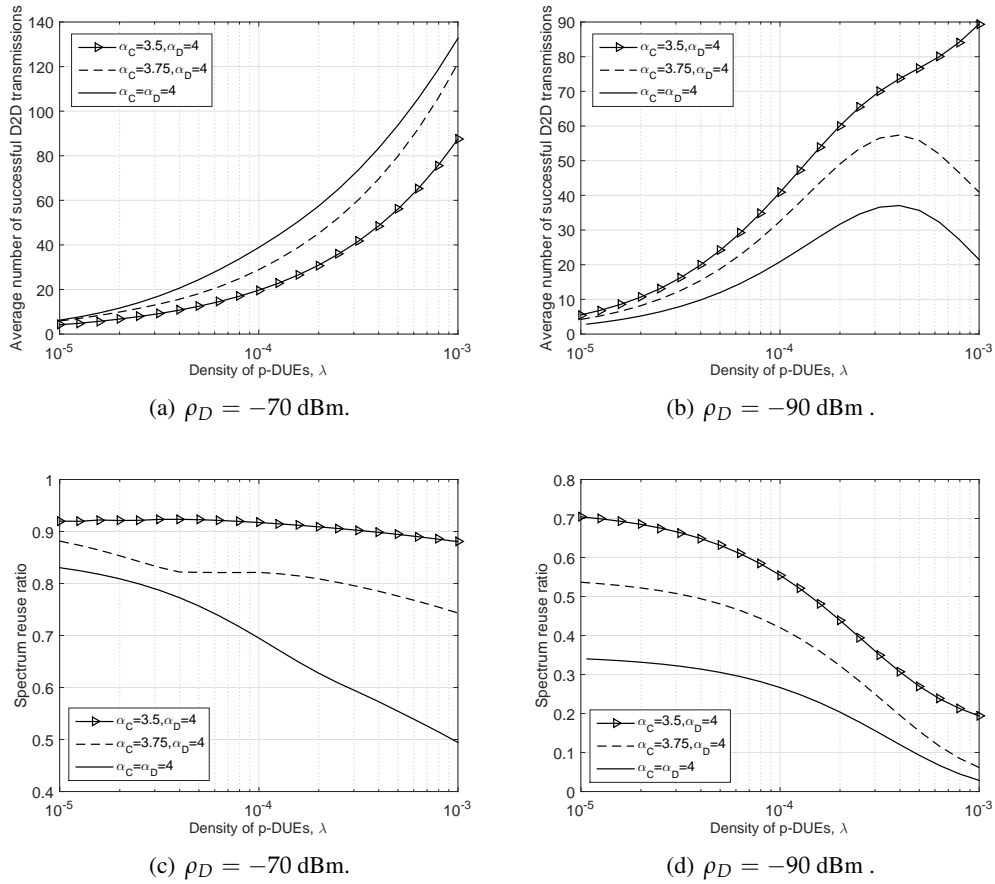 Average number of successful D2D transmissions
140
120
100
80
60
40
20
0
α_C=3.5,α_D=4
α_C=3.75,α_D=4
α_C=α_D=4
10^-5
10^-4
10^-3
Density of p-DUEs, λ
(a) ρ_D = −70 dBm.
Average number of successful D2D transmissions
90
80
70
60
50
40
30
20
10
0
α_C=3.5,α_D=4
α_C=3.75,α_D=4
α_C=α_D=4
10^-5
10^-4
10^-3
Density of p-DUEs, λ
(b) ρ_D = −90 dBm .
Spectrum reuse ratio
1
0.9
0.8
0.7
0.6
0.5
0.4
α_C=3.5,α_D=4
α_C=3.75,α_D=4
α_C=α_D=4
10^-5
10^-4
10^-3
Density of p-DUEs, λ
(c) ρ_D = −70 dBm.
Spectrum reuse ratio
0.8
0.7
0.6
0.5
0.4
0.3
0.2
0.1
0
α_C=3.5,α_D=4
α_C=3.75,α_D=4
α_C=α_D=4
10^-5
10^-4
10^-3
Density of p-DUEs, λ
(d) ρ_D = −90 dBm .